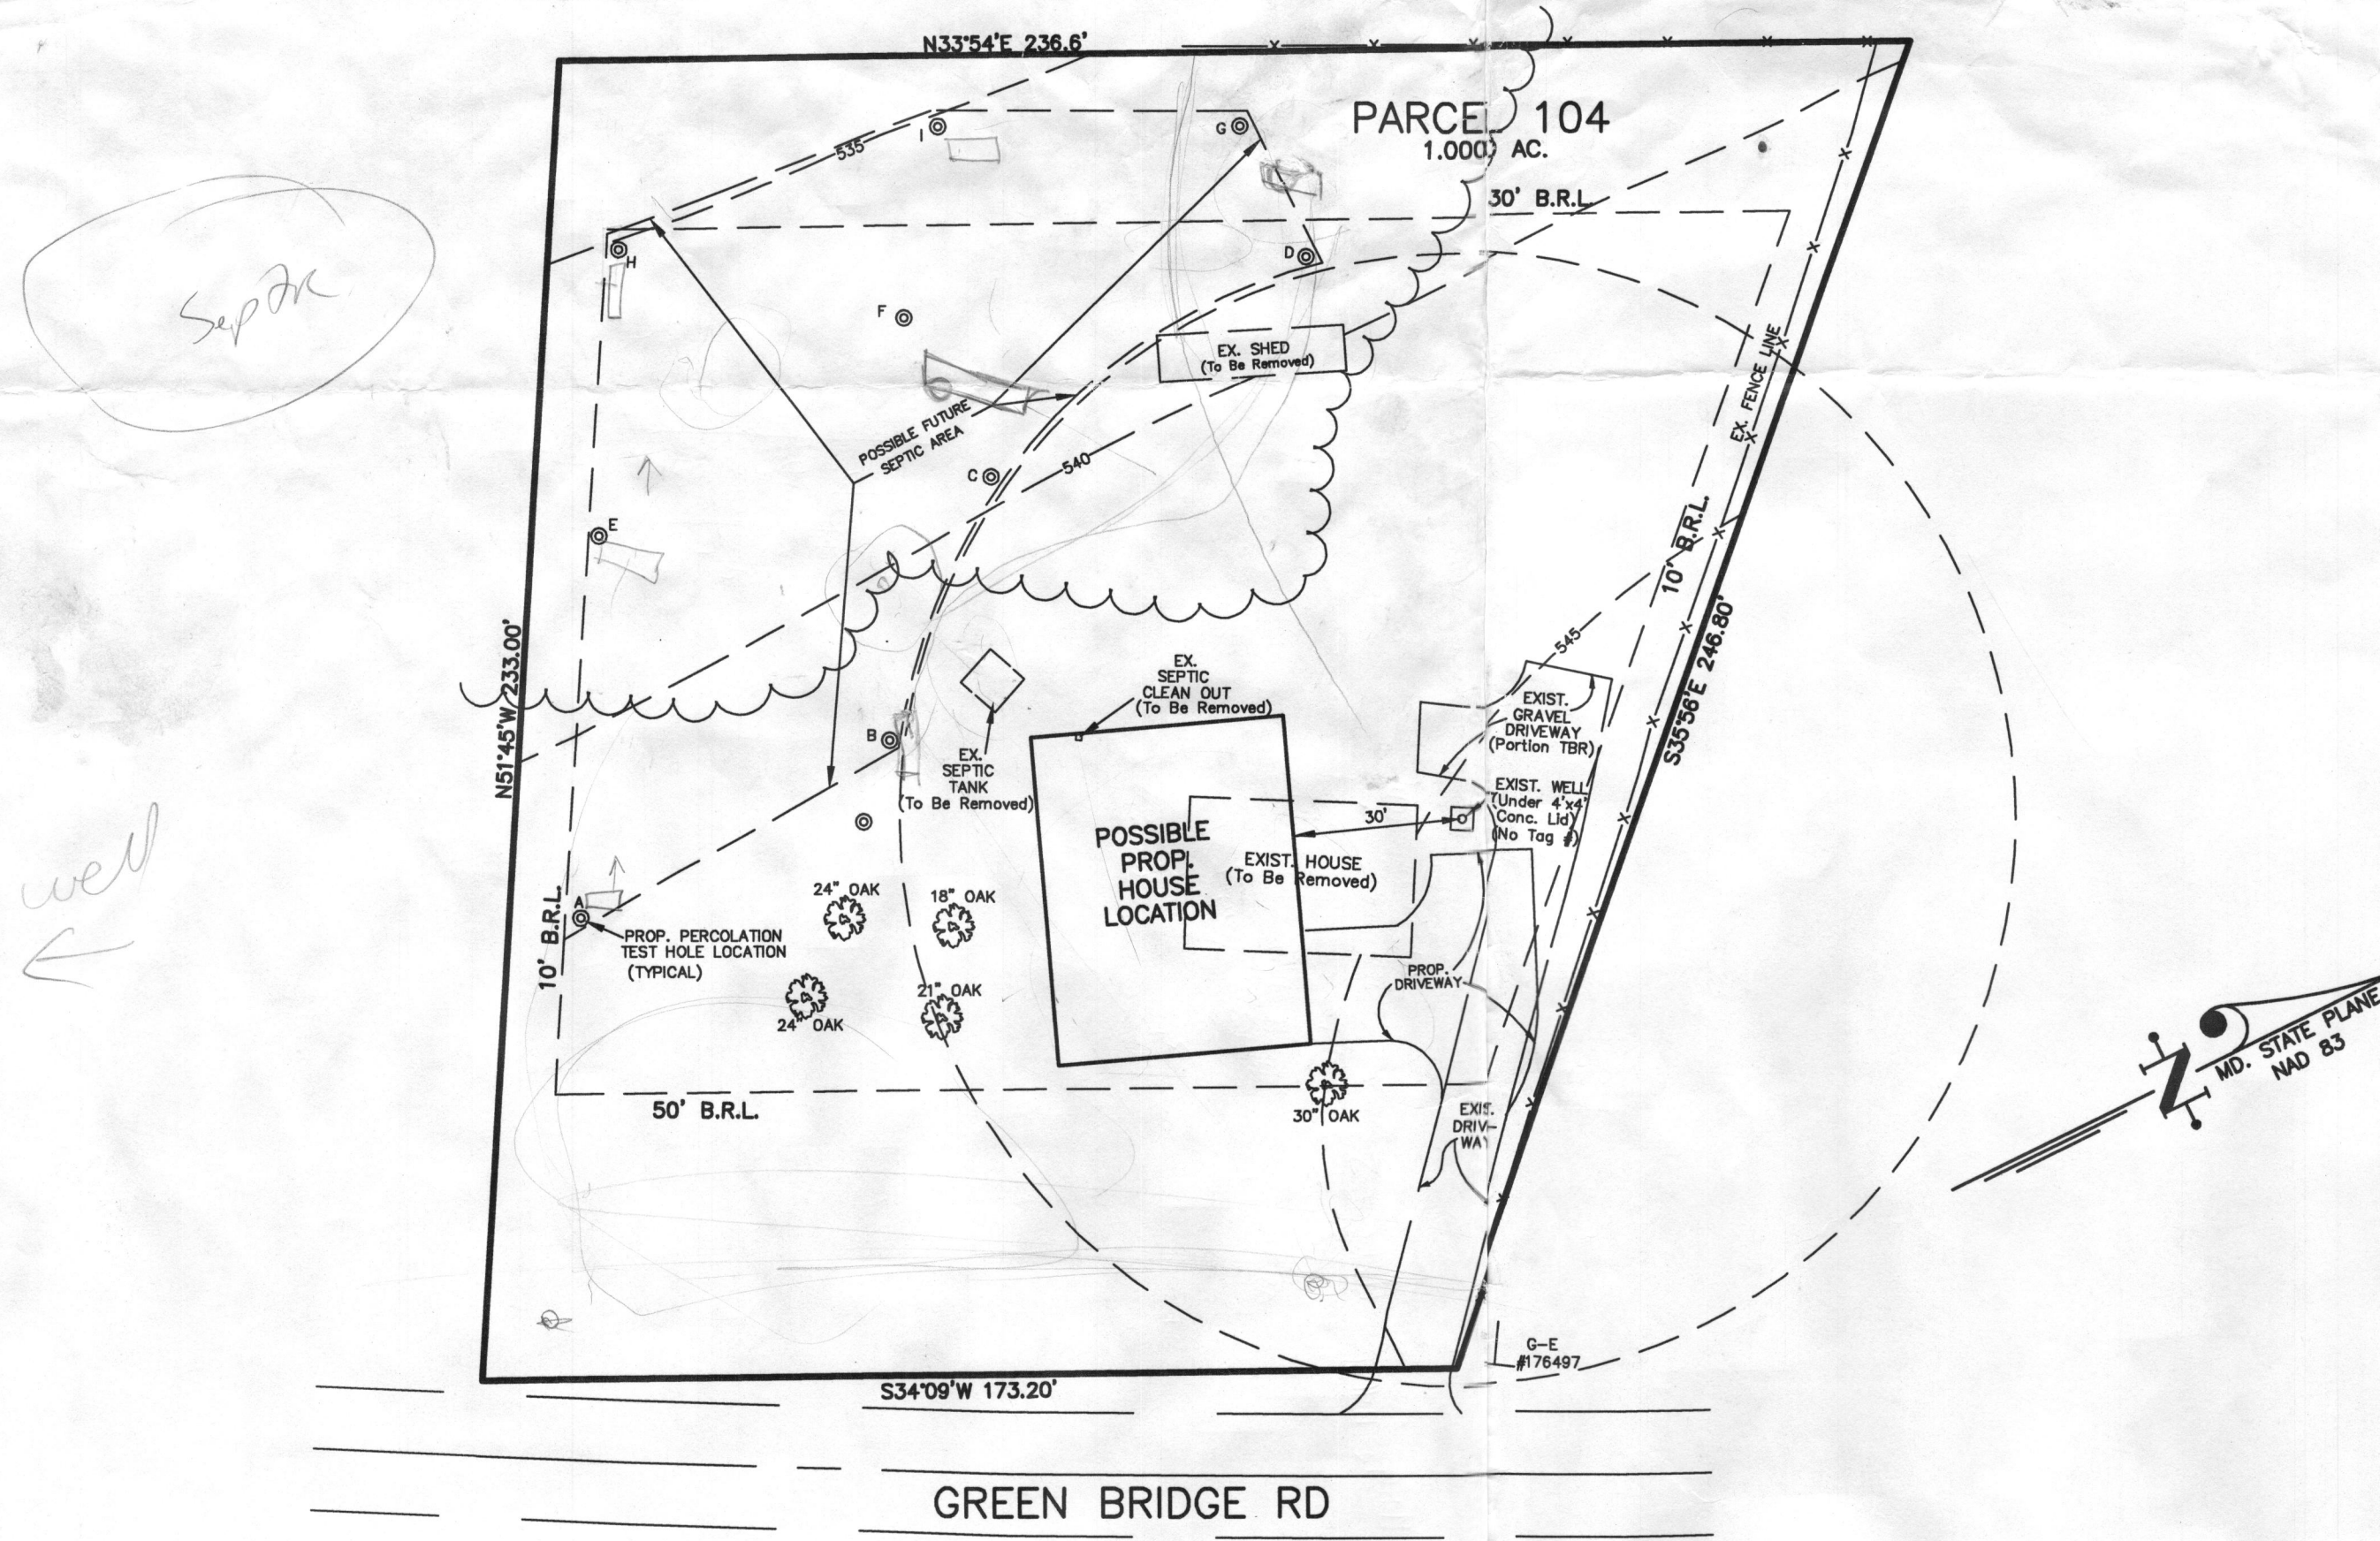 N33°54'E 236.6'
PARCEL 104
1.000 AC.
30' B.R.L.
I
G
535
H
D
F
Septic
EX. SHED
(To Be Removed)
EX. FENCE LINE
POSSIBLE FUTURE
SEPTIC AREA
C
540
E
10' B.R.L.
N51°45'W 233.00'
S35°56'E 246.80'
545
EX.
SEPTIC
CLEAN OUT
(To Be Removed)
EXIST.
GRAVEL
DRIVEWAY
(Portion TBR)
B
EX.
SEPTIC
TANK
(To Be Removed)
EXIST. WELL
(Under 4'x4'
Conc. Lid)
(No Tag #)
30'
POSSIBLE
PROP.
HOUSE
LOCATION
EXIST. HOUSE
(To Be Removed)
well
A
10' B.R.L.
PROP. PERCOLATION
TEST HOLE LOCATION
(TYPICAL)
24" OAK
18" OAK
24" OAK
21" OAK
PROP.
DRIVEWAY
50' B.R.L.
30" OAK
EXIS.
DRIV-
WAY
MD. STATE PLANE
NAD 83
N
G-E
#176497
S34°09'W 173.20'
GREEN BRIDGE RD